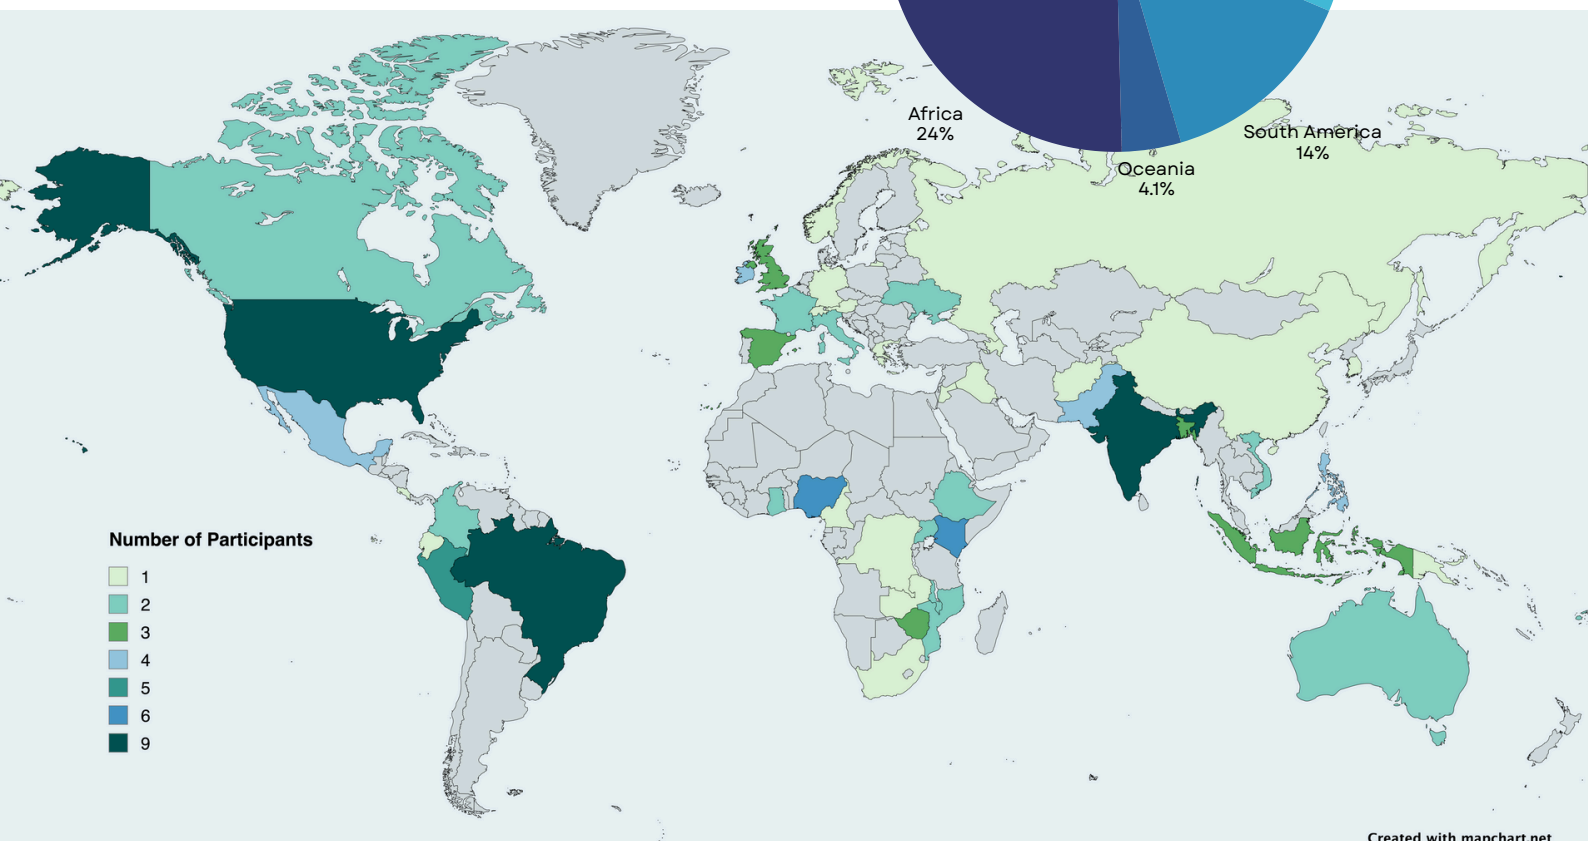 Africa
24%
South America
14%
Oceania
4.1%
Number of Participants
1
2
3
4
5
6
9
Created with mapchart.net